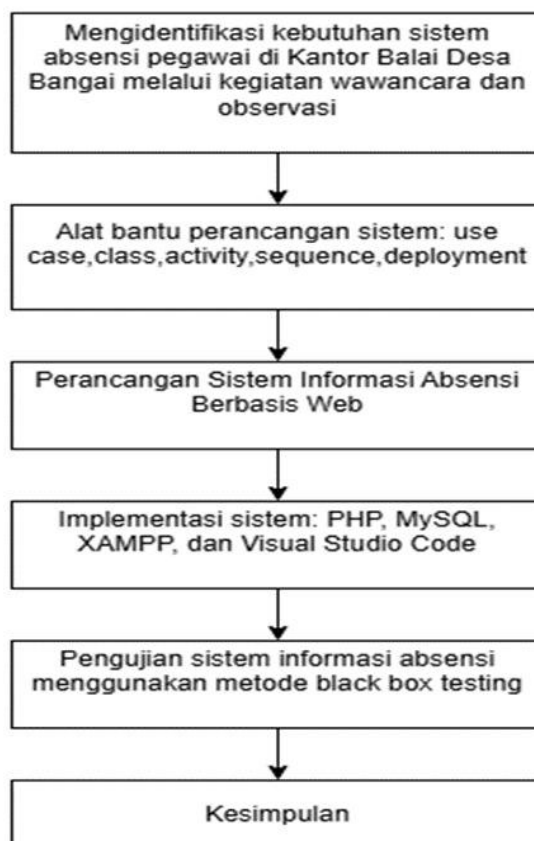 Mengidentifikasi kebutuhan sistem
absensi pegawai di Kantor Balai Desa
Bangai melalui kegiatan wawancara dan
observasi
Alat bantu perancangan sistem: use
case,class,activity,sequence,deployment
Perancangan Sistem Informasi Absensi
Berbasis Web
Implementasi sistem: PHP, MySQL,
XAMPP, dan Visual Studio Code
Pengujian sistem informasi absensi
menggunakan metode black box testing
Kesimpulan